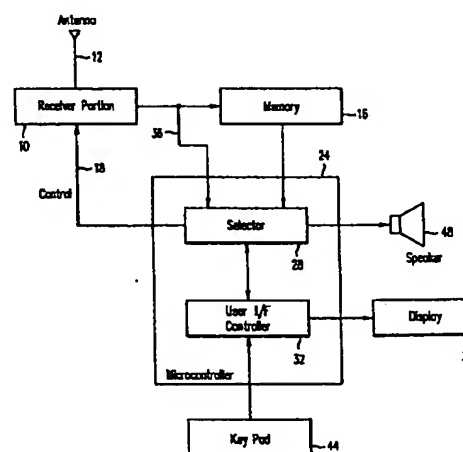 Antenna
12
Receiver Portion
Memory
10
36
16
18
24
Control
Selector
48
28
Speaker
User I/F
Controller
Display
32
Microcontroller
Key Pad
44